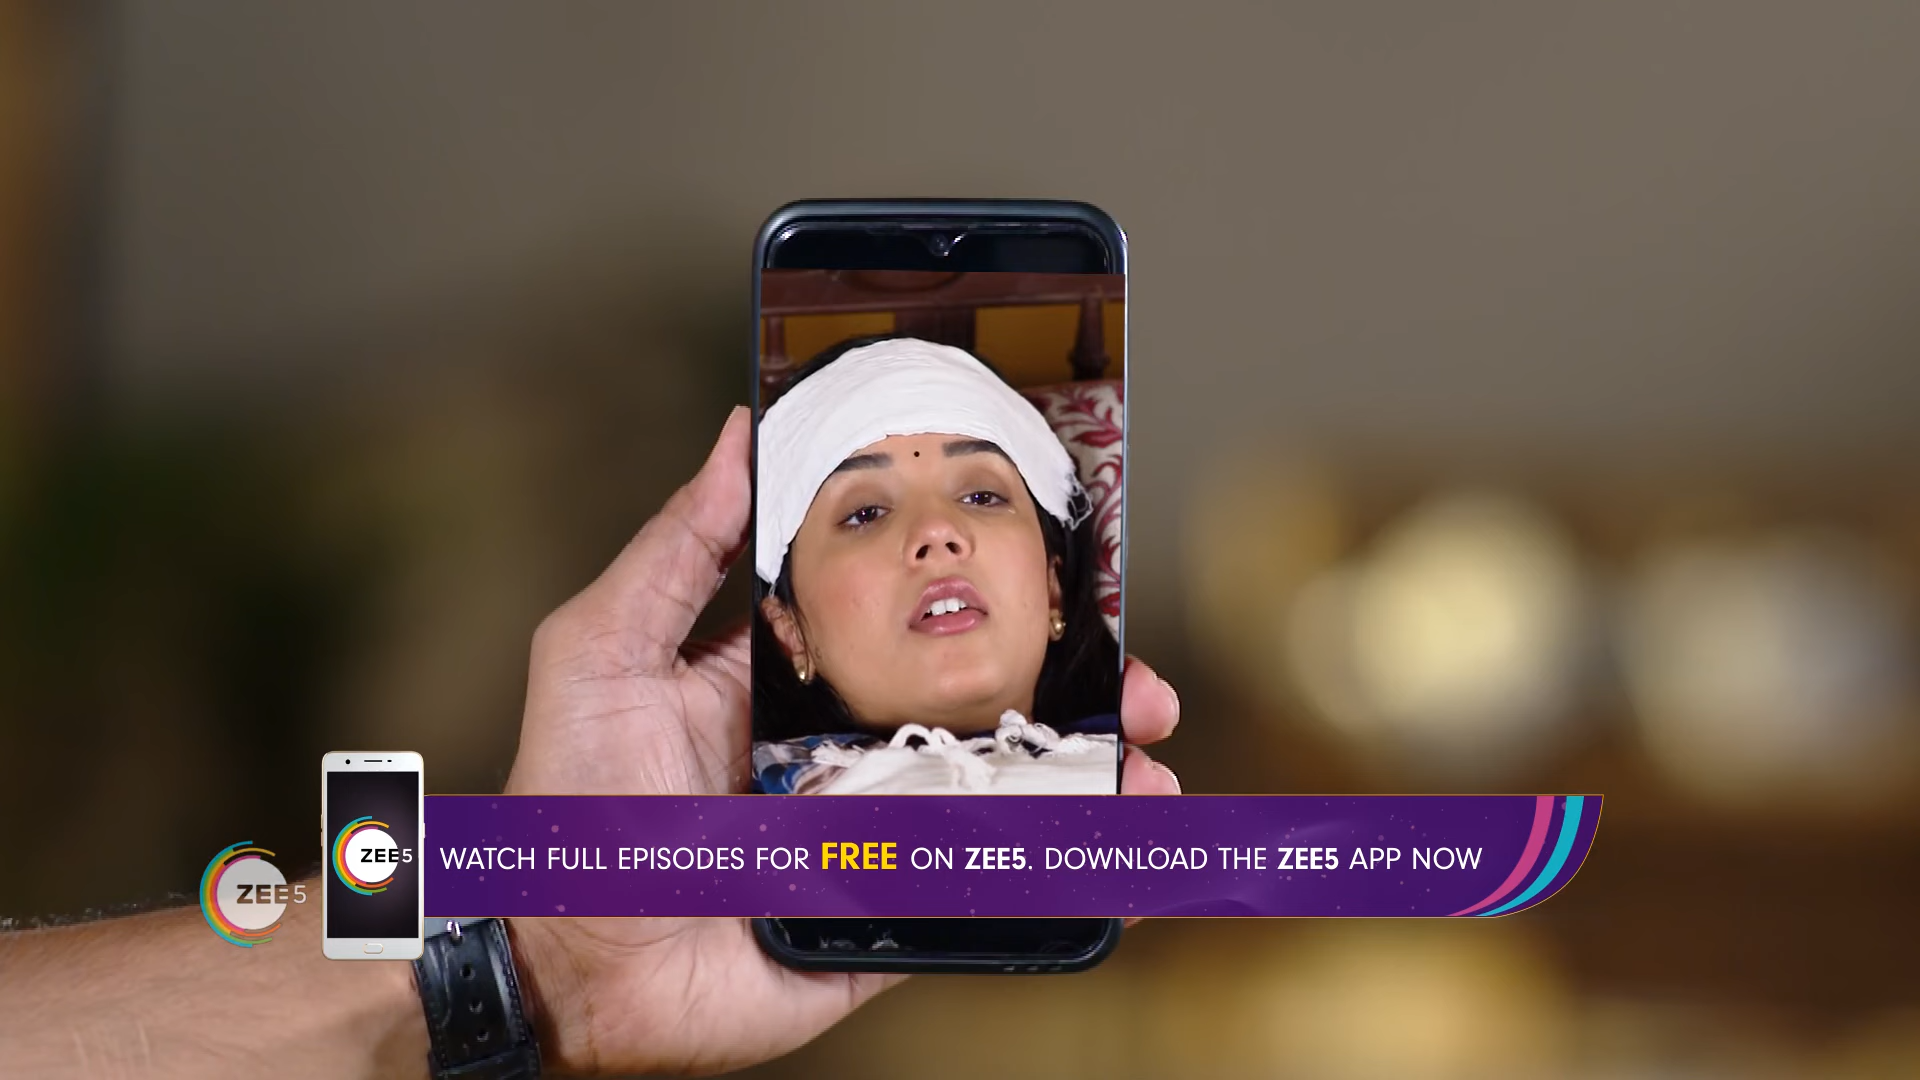 WATCH FULL EPISODES FOR FREE ON ZEE5. DOWNLOAD THE ZEE5 APP NOW
ZEE5
ZEE5